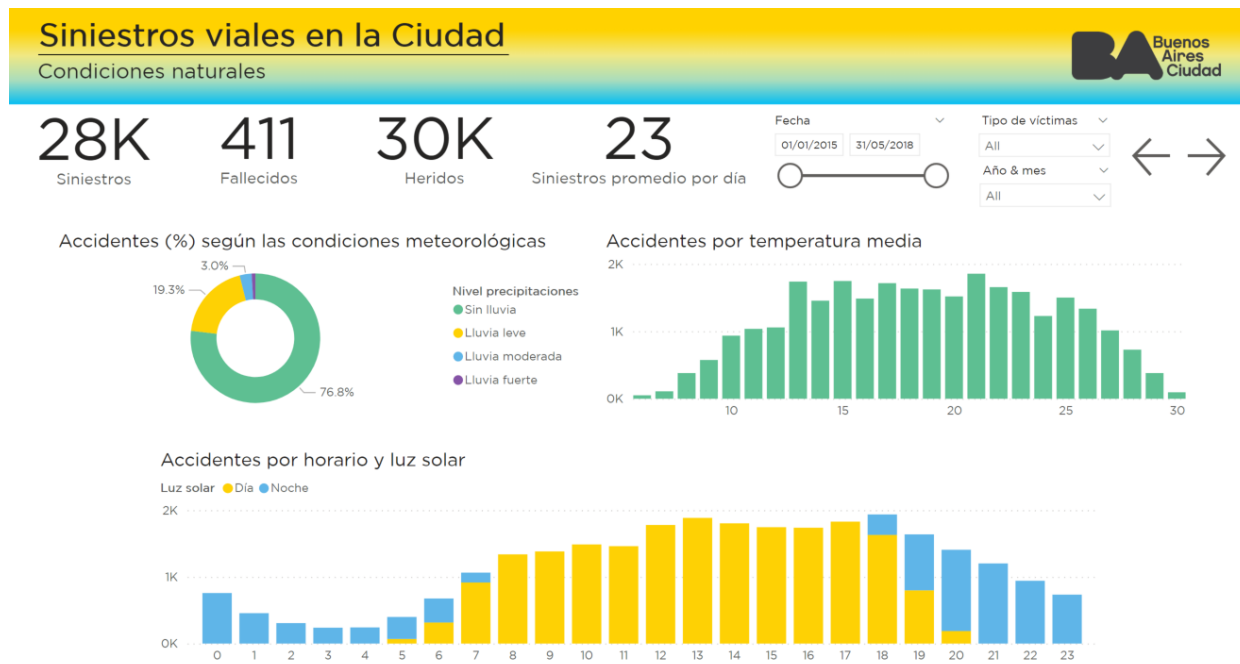 Siniestros viales en la Ciudad
Condiciones naturales
BA
Buenos
Aires
Ciudad
28K
Siniestros
411
Fallecidos
30K
Heridos
23
Siniestros promedio por día
Fecha
01/01/2015 31/05/2018
Tipo de víctimas
All
Año & mes
All
Accidentes (%) según las condiciones meteorológicas
3.0%
19.3%
76.8%
Nivel precipitaciones
Sin lluvia
Lluvia leve
Lluvia moderada
Lluvia fuerte
Accidentes por temperatura media
2K
1K
0K
10 15 20 25 30
Accidentes por horario y luz solar
Luz solar Día Noche
2K
1K
0K
0 1 2 3 4 5 6 7 8 9 10 11 12 13 14 15 16 17 18 19 20 21 22 23